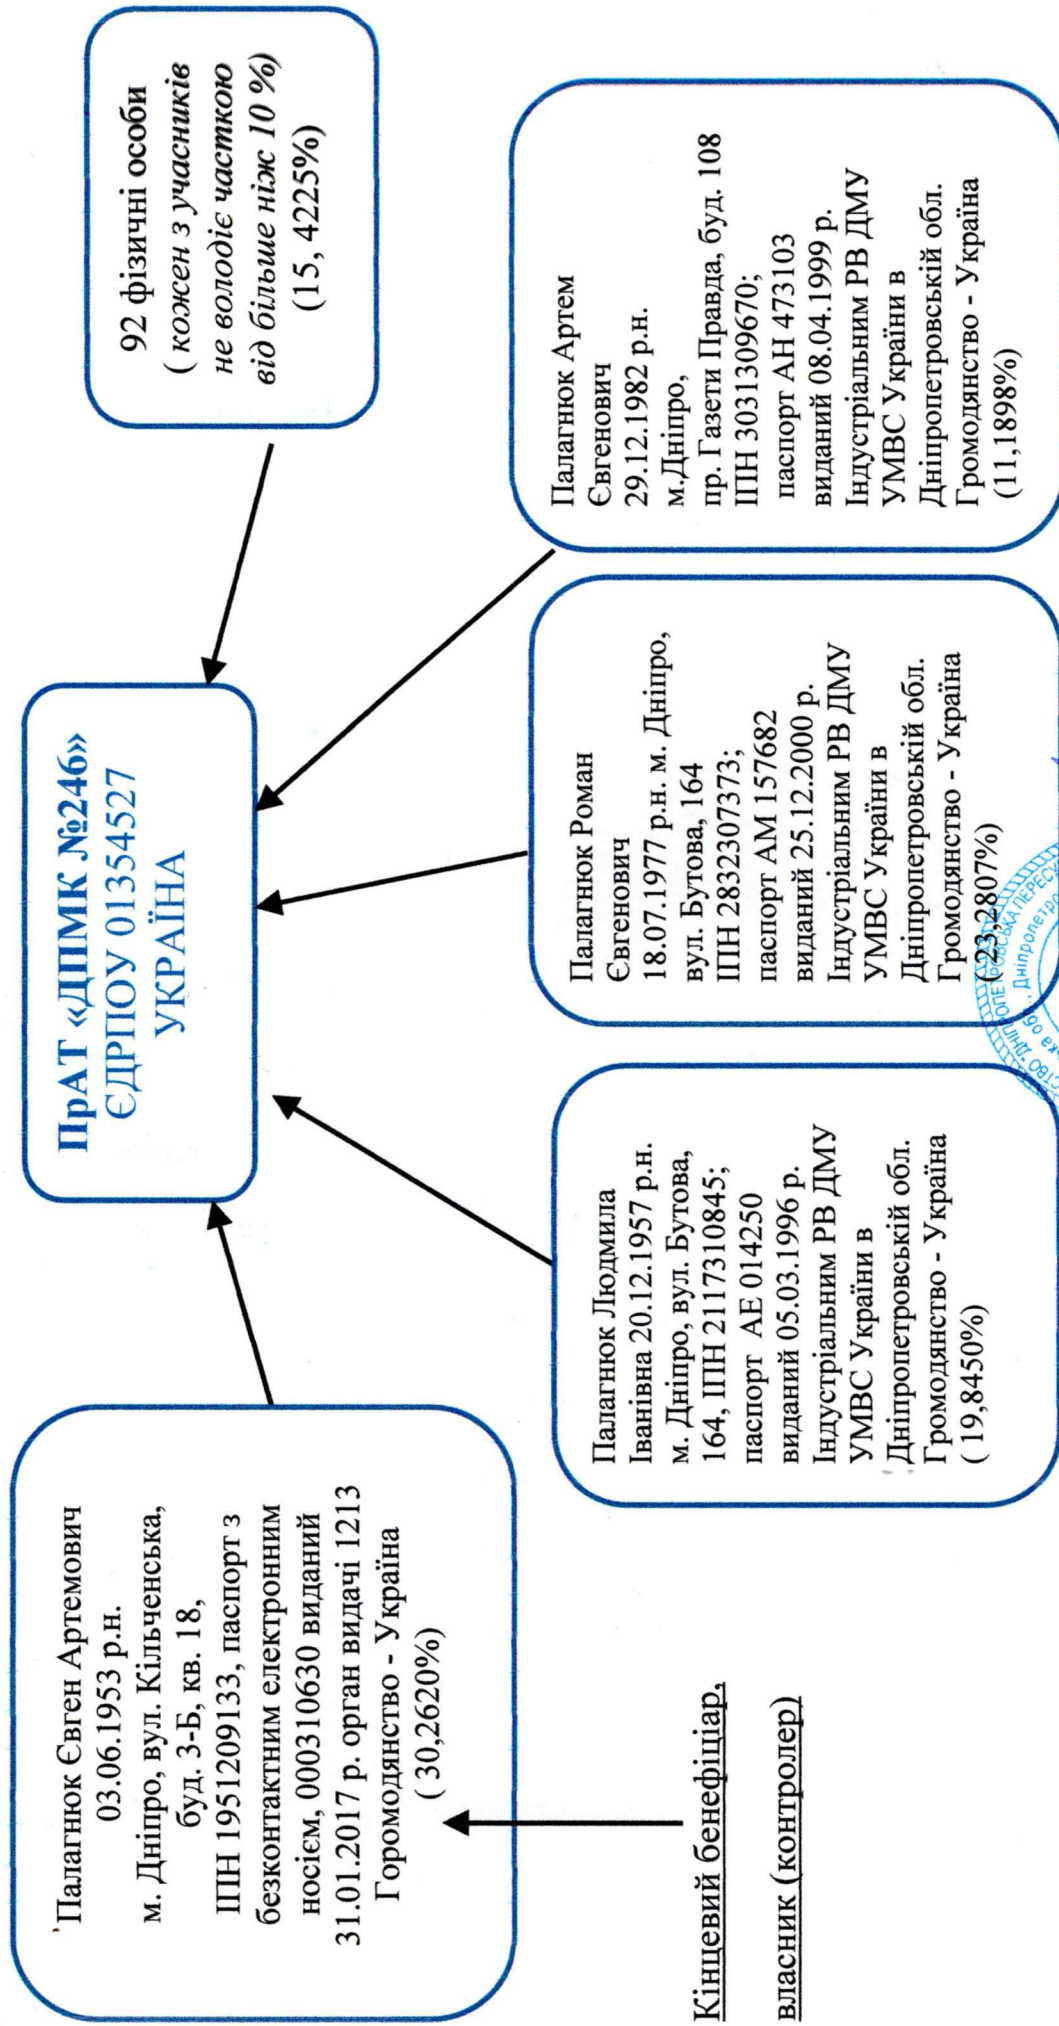 ПрАТ «ДПМК №246»
ЄДРПОУ 01354527
УКРАЇНА
Палагнюк Євген Артемович
03.06.1953 р.н.
м. Дніпро, вул. Кільченська,
буд. 3-Б, кв. 18,
ІПН 1951209133, паспорт з
безконтактним електронним
носієм, 000310630 виданий
31.01.2017 р. орган видачі 1213
Горомодянство - Україна
( 30,2620%)
92 фізичні особи
( кожен з учасників
не володіє часткою
від більше ніж 10 %)
(15, 4225%)
Кінцевий бенефіціар,
власник (контролер)
Палагнюк Людмила
Іванівна 20.12.1957 р.н.
м. Дніпро, вул. Бутова,
164, ІПН 2117310845;
паспорт АЕ 014250
виданий 05.03.1996 р.
Індустріальним РВ ДМУ
УМВС України в
Дніпропетровській обл.
Громодянство - Україна
( 19,8450%)
Палагнюк Роман
Євгенович
18.07.1977 р.н. м. Дніпро,
вул. Бутова, 164
ІПН 2832307373;
паспорт АМ 157682
виданий 25.12.2000 р.
Індустріальним РВ ДМУ
УМВС України в
Дніпропетровській обл.
Громодянство - Україна
( 23,2807%)
Палагнюк Артем
Євгенович
29.12.1982 р.н.
м.Дніпро,
пр. Газети Правда, буд. 108
ІПН 3031309670;
паспорт АН 473103
виданий 08.04.1999 р.
Індустріальним РВ ДМУ
УМВС України в
Дніпропетровській обл.
Громодянство - Україна
(11,1898%)